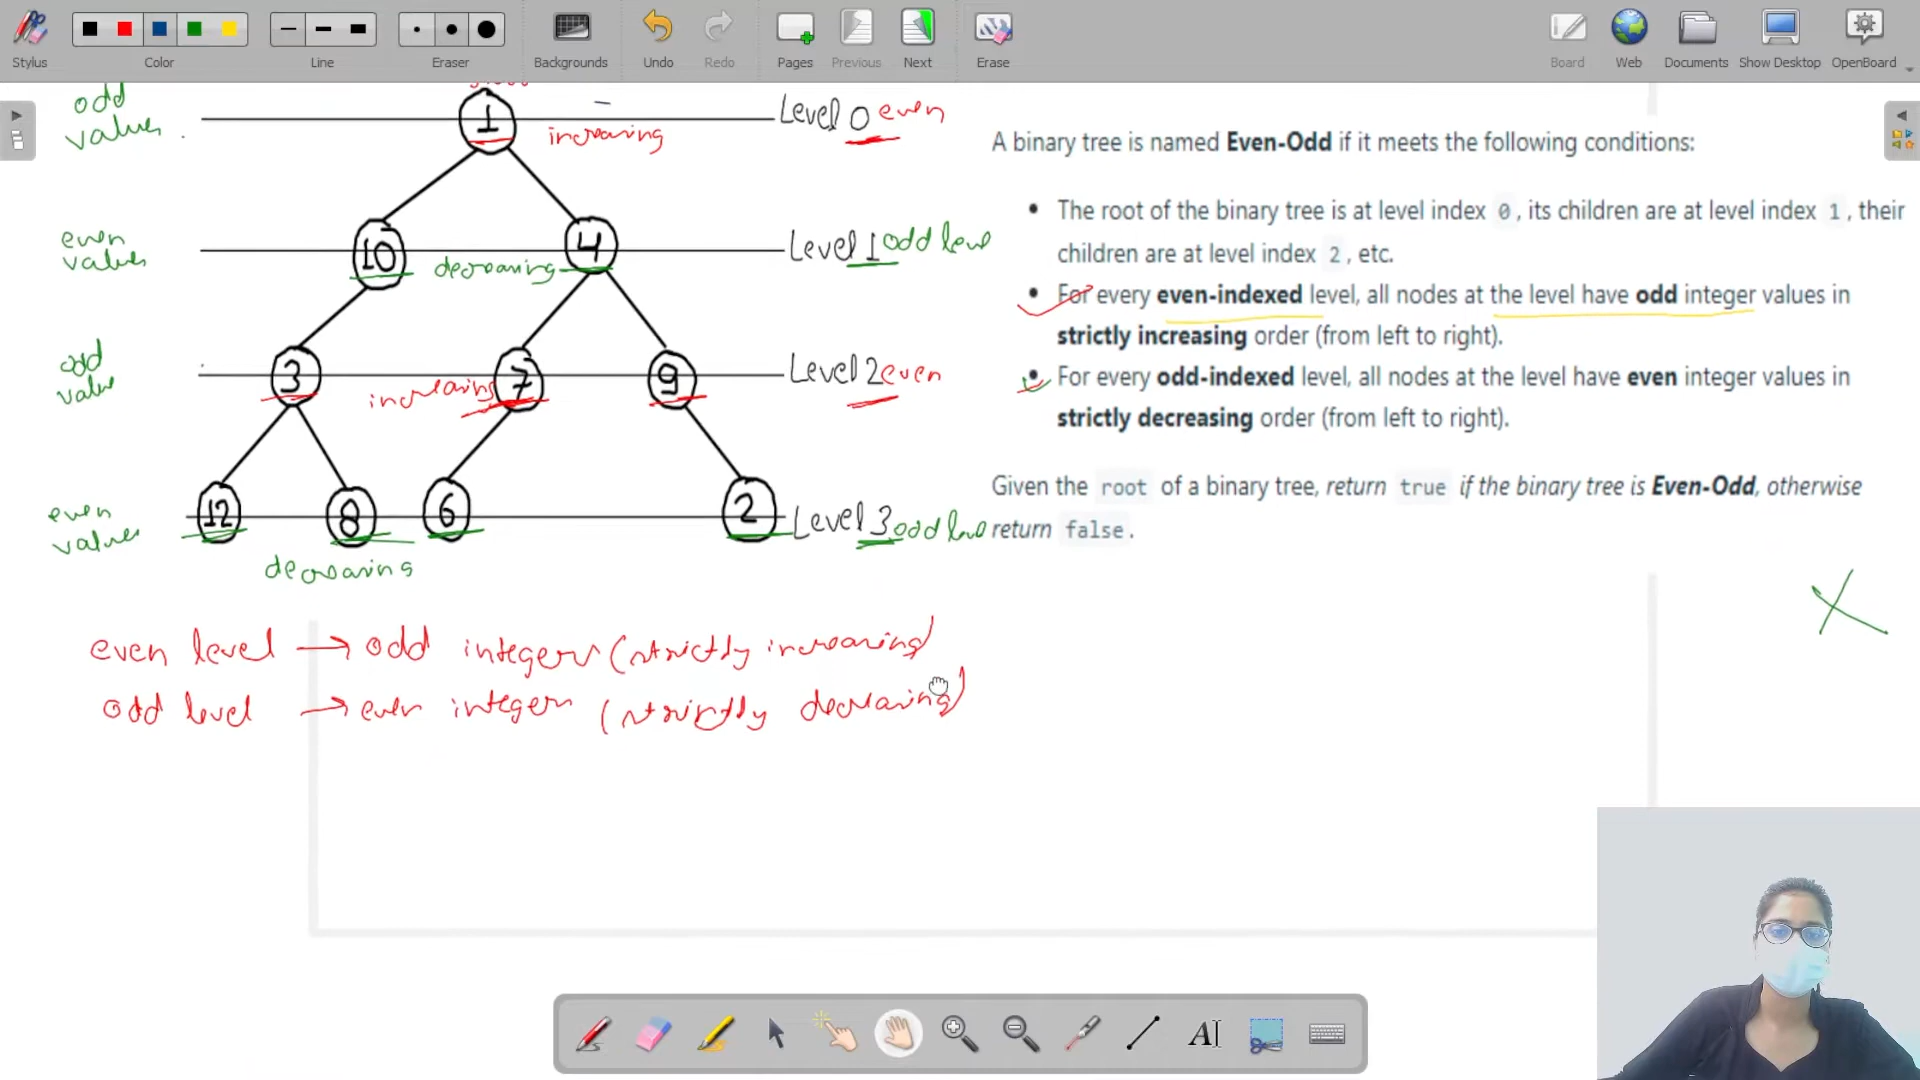 Stylus Color Line Eraser Backgrounds Undo Redo Pages Previous Next Erase Board Web Documents Show Desktop OpenBoard
odd
values
1
increasing
Level 0 even
even
values
10
decreasing
4
Level 1 odd level
odd
value
3
increasing
7
9
Level 2 even
even
values
12
8
6
2
Level 3 odd level
decreasing
even level → odd integers (strictly increasing)
odd level → even integers (strictly decreasing)
A binary tree is named Even-Odd if it meets the following conditions:
• The root of the binary tree is at level index 0, its children are at level index 1, their
children are at level index 2, etc.
• For every even-indexed level, all nodes at the level have odd integer values in
strictly increasing order (from left to right).
• For every odd-indexed level, all nodes at the level have even integer values in
strictly decreasing order (from left to right).
Given the root of a binary tree, return true if the binary tree is Even-Odd, otherwise
return false.